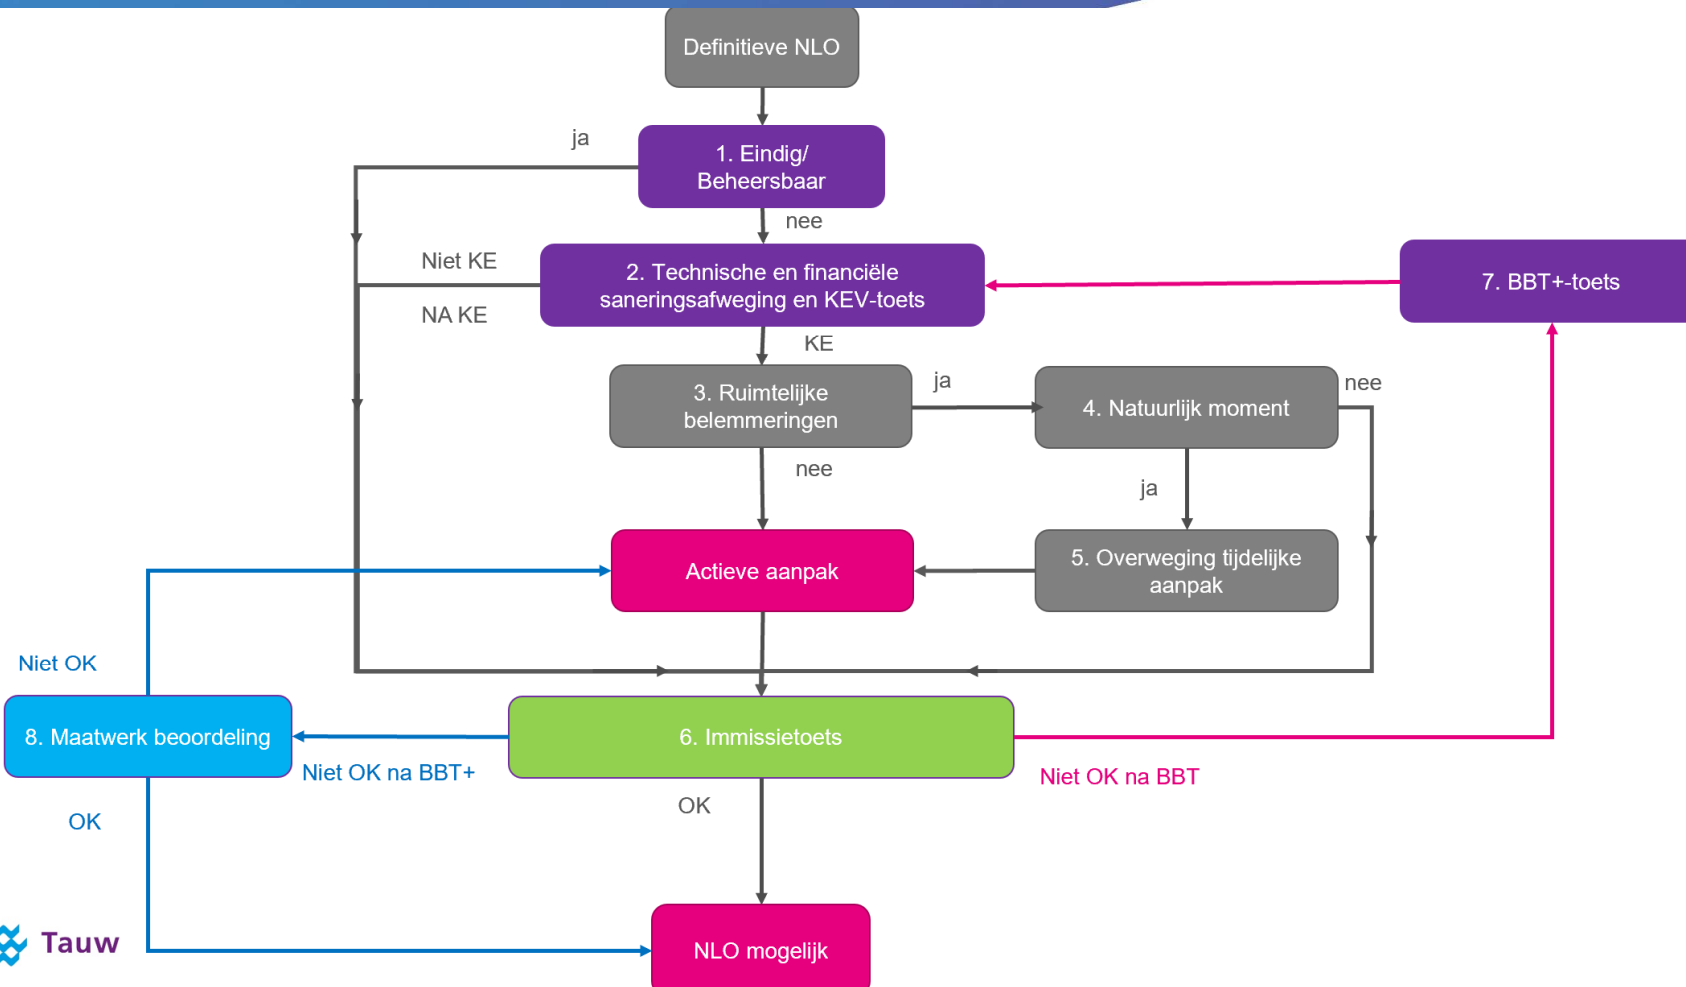 Definitieve NLO
ja
1. Eindig/
Beheersbaar
nee
Niet KE
2. Technische en financiële
saneringsafweging en KEV-toets
7. BBT+-toets
NA KE
KE
3. Ruimtelijke
belemmeringen
ja
4. Natuurlijk moment
nee
nee
ja
Actieve aanpak
5. Overweging tijdelijke
aanpak
Niet OK
8. Maatwerk beoordeling
6. Immissietoets
Niet OK na BBT+
Niet OK na BBT
OK
OK
Tauw
NLO mogelijk